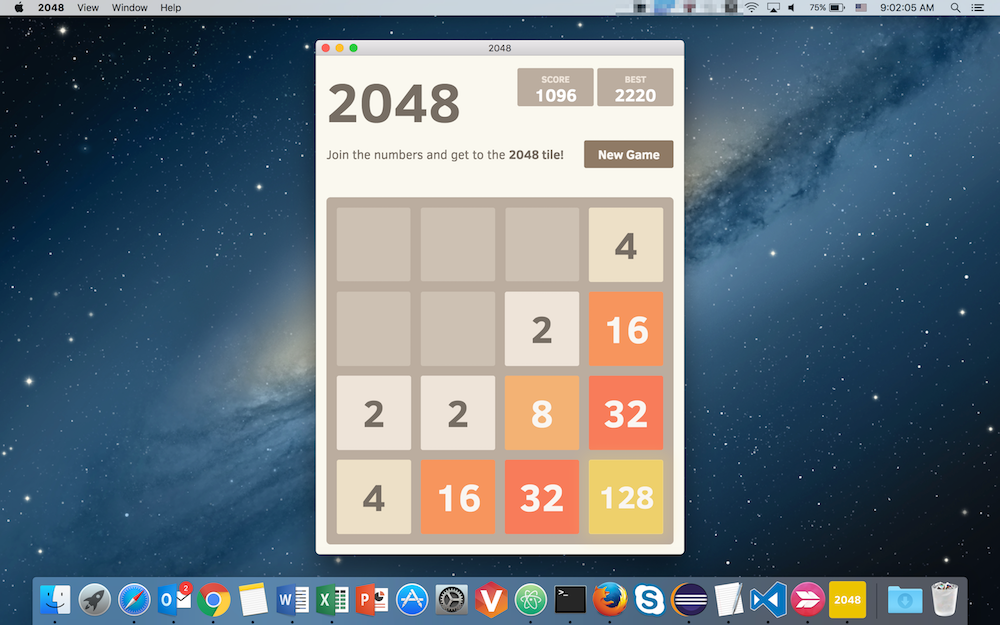 2048 View Window Help 75% 9:02:05 AM
2048
2048
SCORE
1096
BEST
2220
Join the numbers and get to the 2048 tile!
New Game
4
2 16
2 2 8 32
4 16 32 128
2
2048